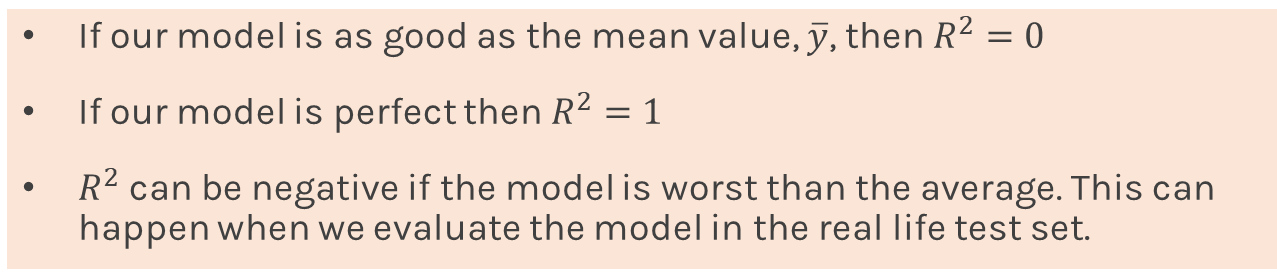 • If our model is as good as the mean value, ȳ, then R² = 0
• If our model is perfect then R² = 1
• R² can be negative if the model is worst than the average. This can
happen when we evaluate the model in the real life test set.